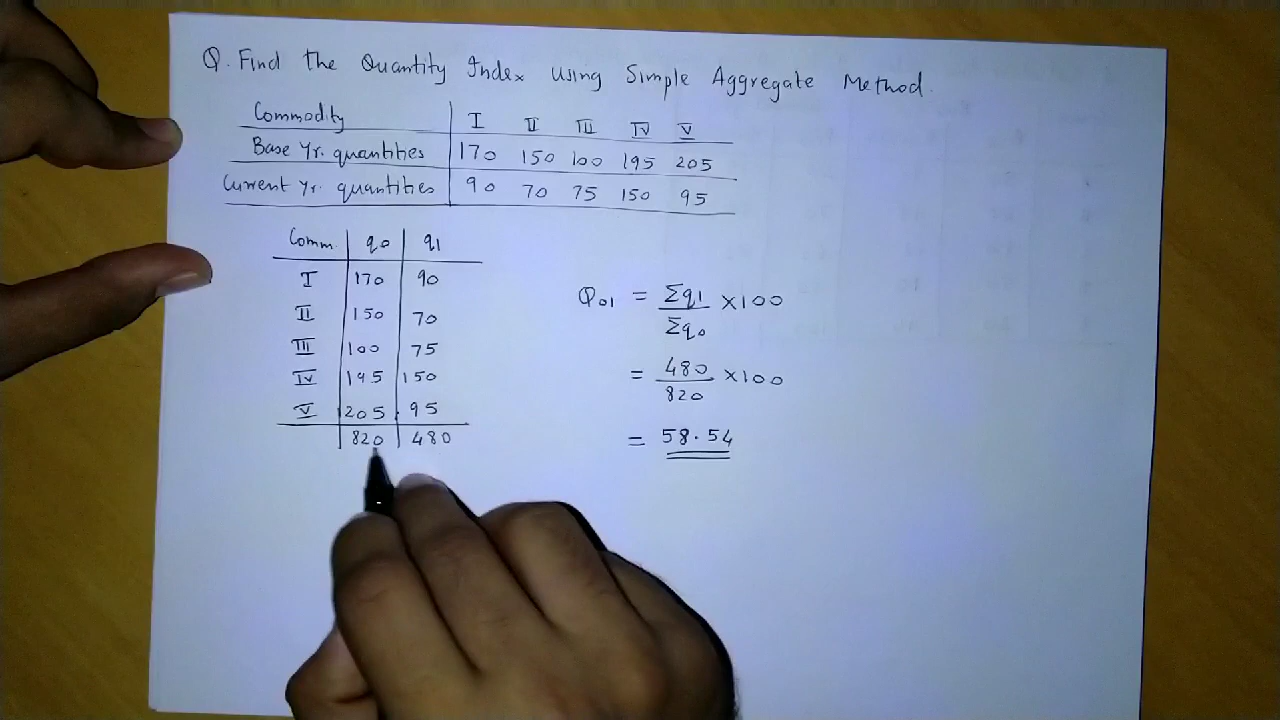 Q. Find the Quantity Index using Simple Aggregate Method.
Commodity I II III IV V
Base Yr. quantities 170 150 100 195 205
Current Yr. quantities 90 70 75 150 95
Comm. q0 q1
I 170 90
II 150 70
III 100 75
IV 195 150
V 205 95
820 480
Q01 = Σq1 / Σq0 × 100
= 480 / 820 × 100
= 58.54